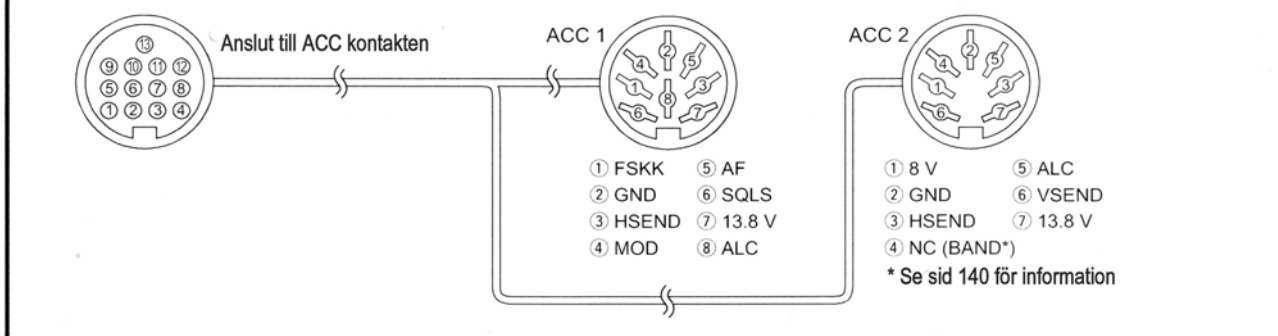 ⑬
⑨ ⑩ ⑪ ⑫
⑤ ⑥ ⑦ ⑧
① ② ③ ④
Anslut till ACC kontakten
ACC 1
②
④ ⑤
① ③
⑧
⑥ ⑦
① FSKK ⑤ AF
② GND ⑥ SQLS
③ HSEND ⑦ 13.8 V
④ MOD ⑧ ALC
ACC 2
②
④ ⑤
① ③
⑥ ⑦
① 8 V ⑤ ALC
② GND ⑥ VSEND
③ HSEND ⑦ 13.8 V
④ NC (BAND*)
* Se sid 140 för information